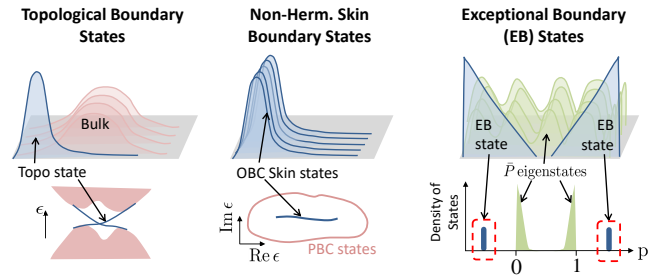 Topological Boundary
States
Non-Herm. Skin
Boundary States
Exceptional Boundary
(EB) States
Bulk
Topo state
ϵ
OBC Skin states
Im ϵ
Re ϵ
PBC states
EB
state
EB
state
P̄ eigenstates
Density of
States
0
1
p